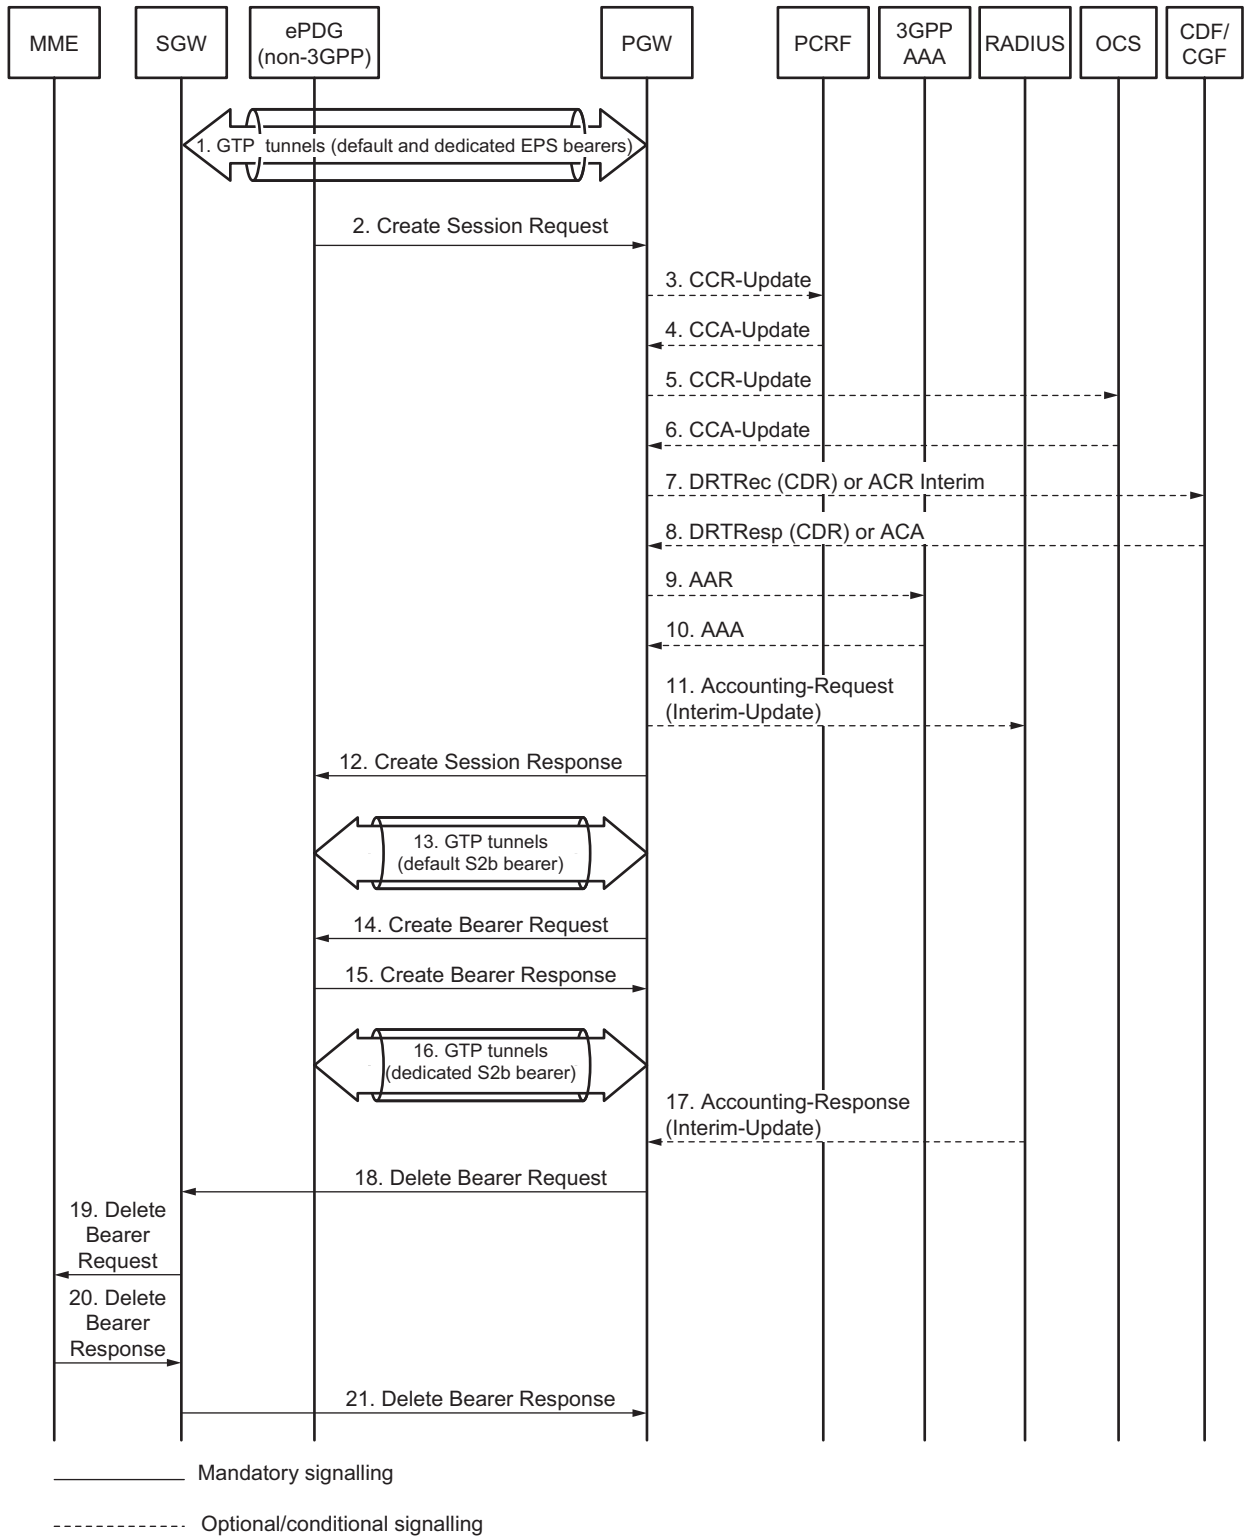 MME
SGW
ePDG
(non-3GPP)
PGW
PCRF
3GPP
AAA
RADIUS
OCS
CDF/
CGF
1. GTP tunnels (default and dedicated EPS bearers)
2. Create Session Request
3. CCR-Update
4. CCA-Update
5. CCR-Update
6. CCA-Update
7. DRTRec (CDR) or ACR Interim
8. DRTResp (CDR) or ACA
9. AAR
10. AAA
11. Accounting-Request
(Interim-Update)
12. Create Session Response
13. GTP tunnels
(default S2b bearer)
14. Create Bearer Request
15. Create Bearer Response
16. GTP tunnels
(dedicated S2b bearer)
17. Accounting-Response
(Interim-Update)
18. Delete Bearer Request
19. Delete
Bearer
Request
20. Delete
Bearer
Response
21. Delete Bearer Response
Mandatory signalling
Optional/conditional signalling